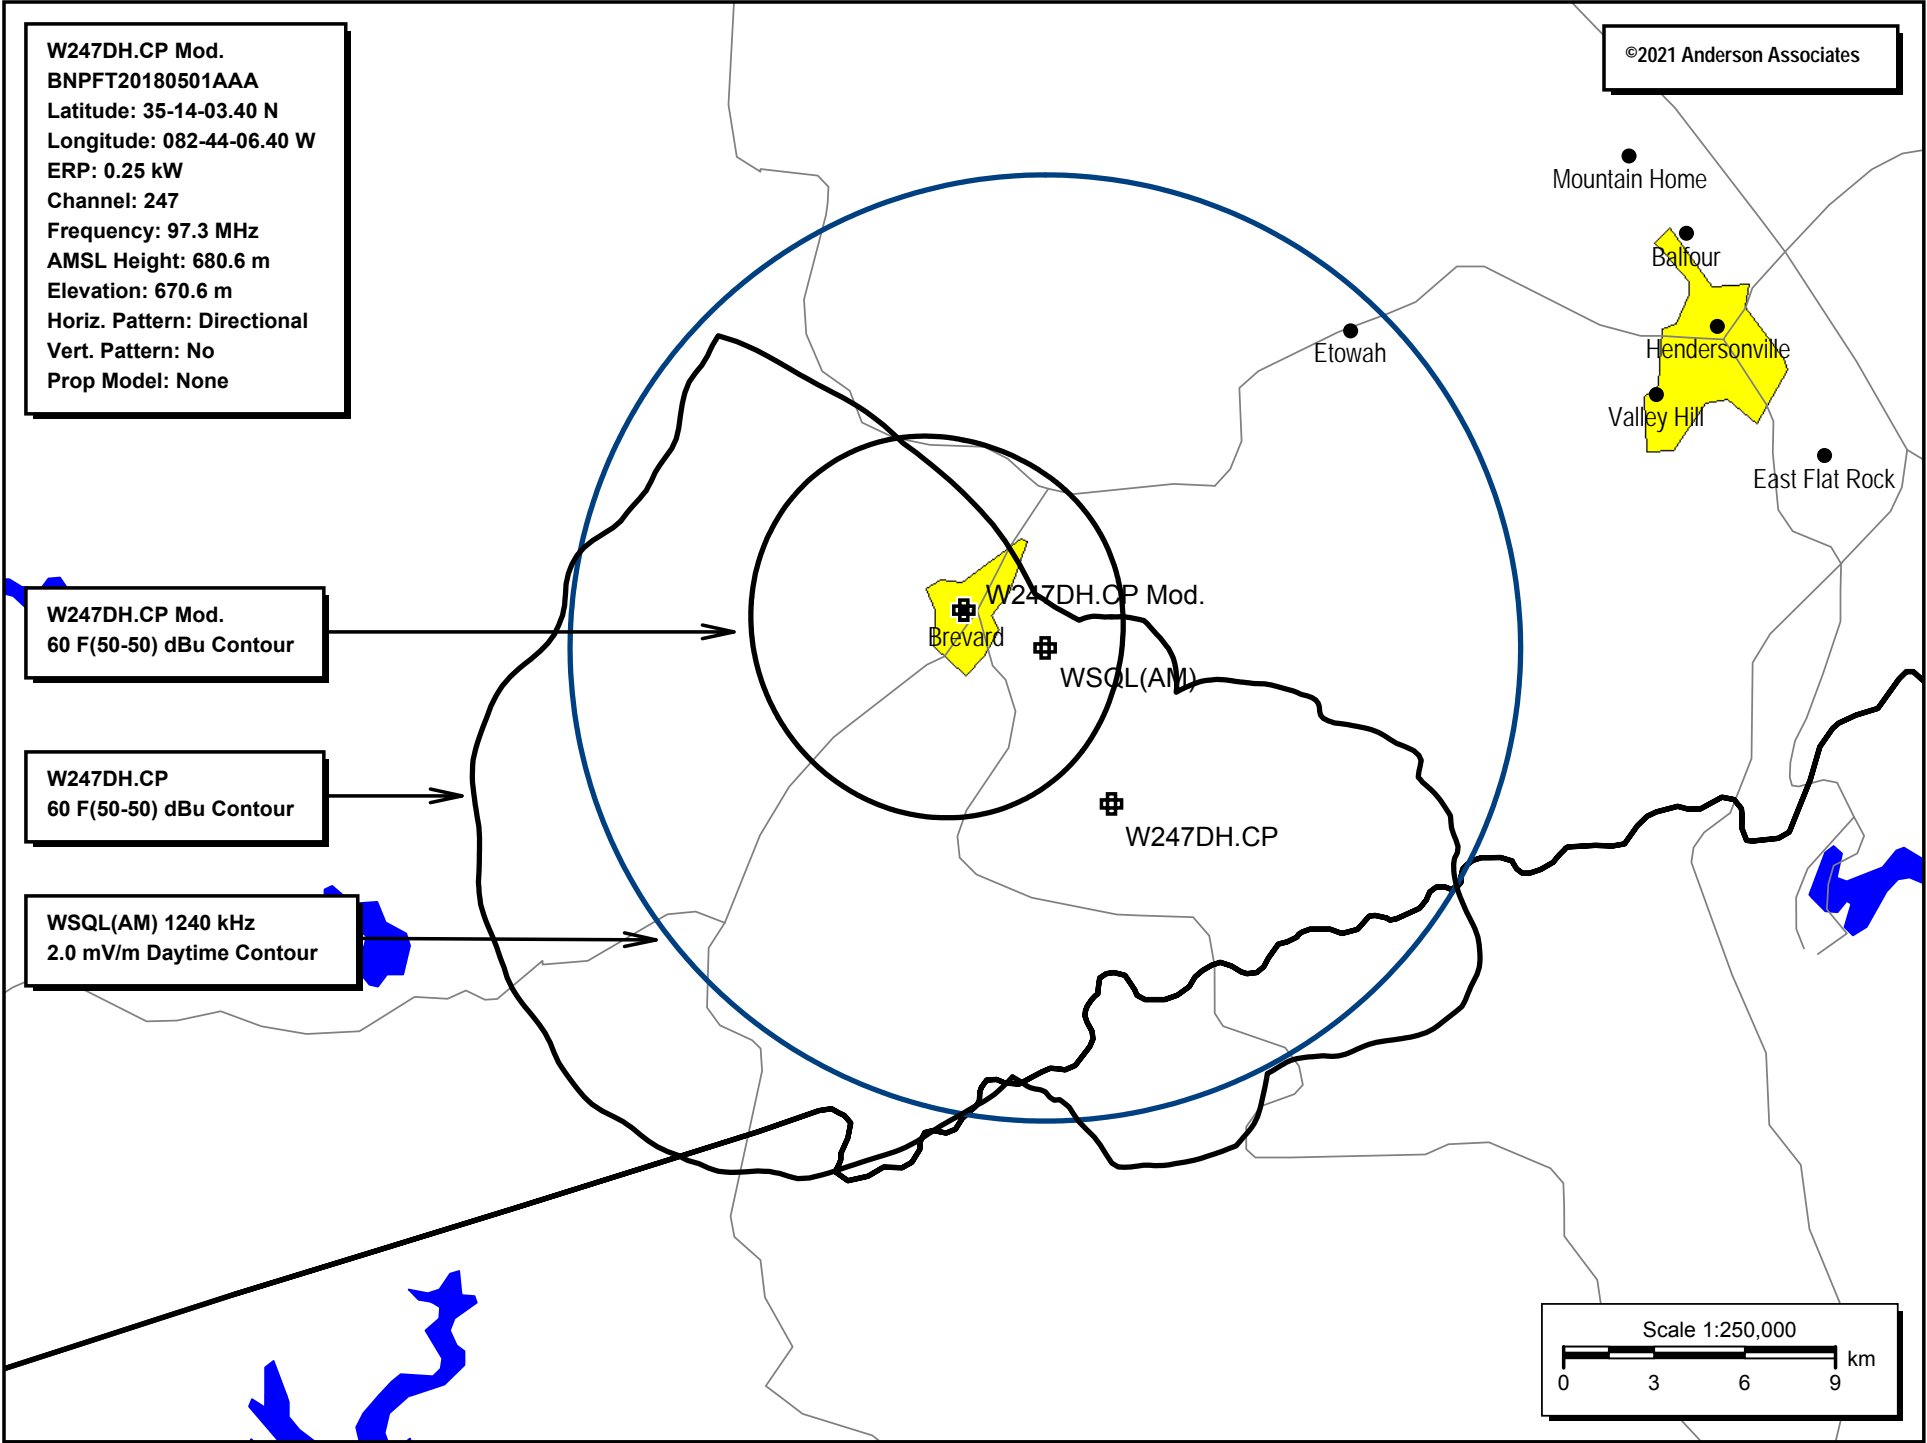 W247DH.CP Mod.
BNPFT20180501AAA
Latitude: 35-14-03.40 N
Longitude: 082-44-06.40 W
ERP: 0.25 kW
Channel: 247
Frequency: 97.3 MHz
AMSL Height: 680.6 m
Elevation: 670.6 m
Horiz. Pattern: Directional
Vert. Pattern: No
Prop Model: None
©2021 Anderson Associates
Mountain Home
Balfour
Etowah
Hendersonville
Valley Hill
East Flat Rock
W247DH.CP Mod.
60 F(50-50) dBu Contour
W247DH.CP Mod.
Brevard
WSQL(AM)
W247DH.CP
60 F(50-50) dBu Contour
W247DH.CP
WSQL(AM) 1240 kHz
2.0 mV/m Daytime Contour
Scale 1:250,000
km
0 3 6 9